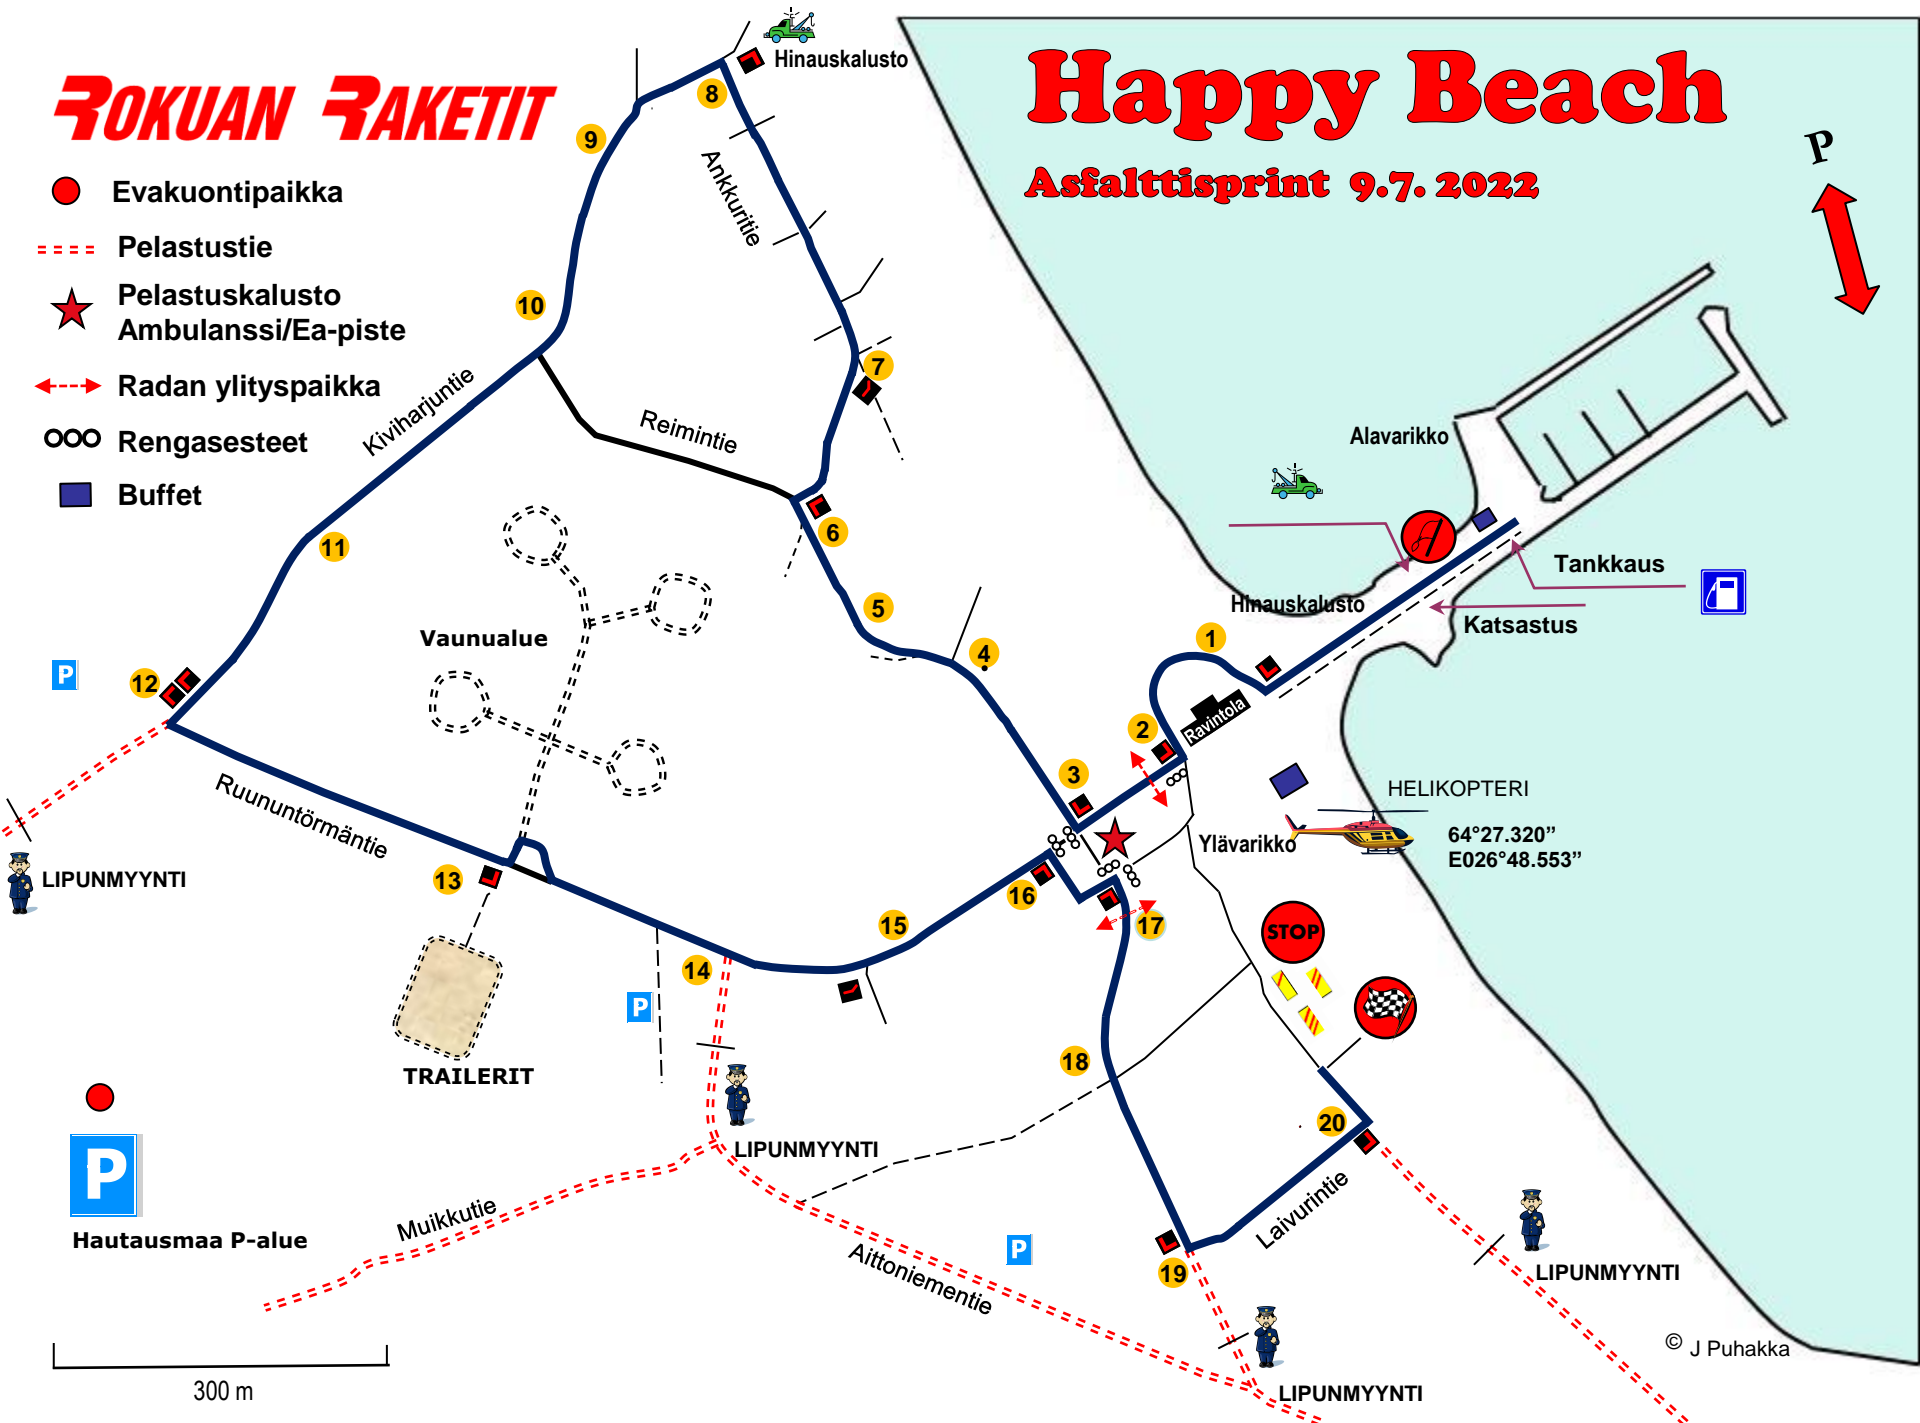 ROKUAN RAKETIT
Happy Beach
Asfalttisprint 9.7. 2022
P
Evakuontipaikka
Pelastustie
Pelastuskalusto
Ambulanssi/Ea-piste
Radan ylityspaikka
Rengasesteet
Buffet
Hinauskalusto
8
9
Ankkuritie
10
7
Kiviharjuntie
Reimintie
6
11
5
Vaunualue
4
P
12
Alavarikko
Hinauskalusto
Tankkaus
Katsastus
1
Ravintola
2
3
HELIKOPTERI
64°27.320”
E026°48.553”
Ylävarikko
Ruununtörmäntie
LIPUNMYYNTI
13
16
15
17
STOP
14
P
TRAILERIT
18
20
LIPUNMYYNTI
P
Hautausmaa P-alue
Muikkutie
Aittoniementie
P
19
Laivurintie
LIPUNMYYNTI
LIPUNMYYNTI
© J Puhakka
300 m